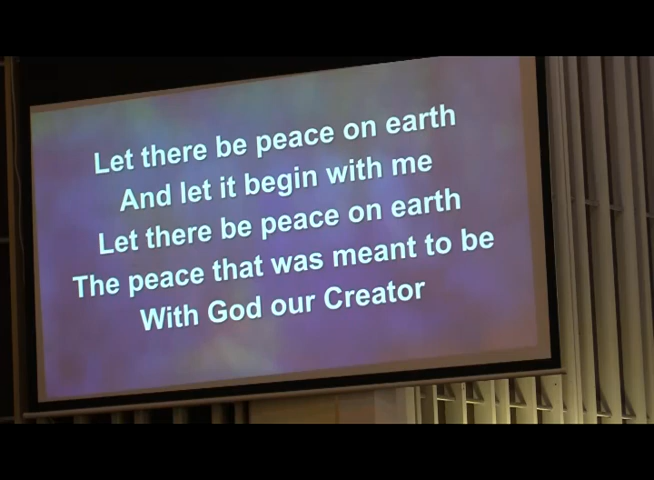 Let there be peace on earth
And let it begin with me
Let there be peace on earth
The peace that was meant to be
With God our Creator